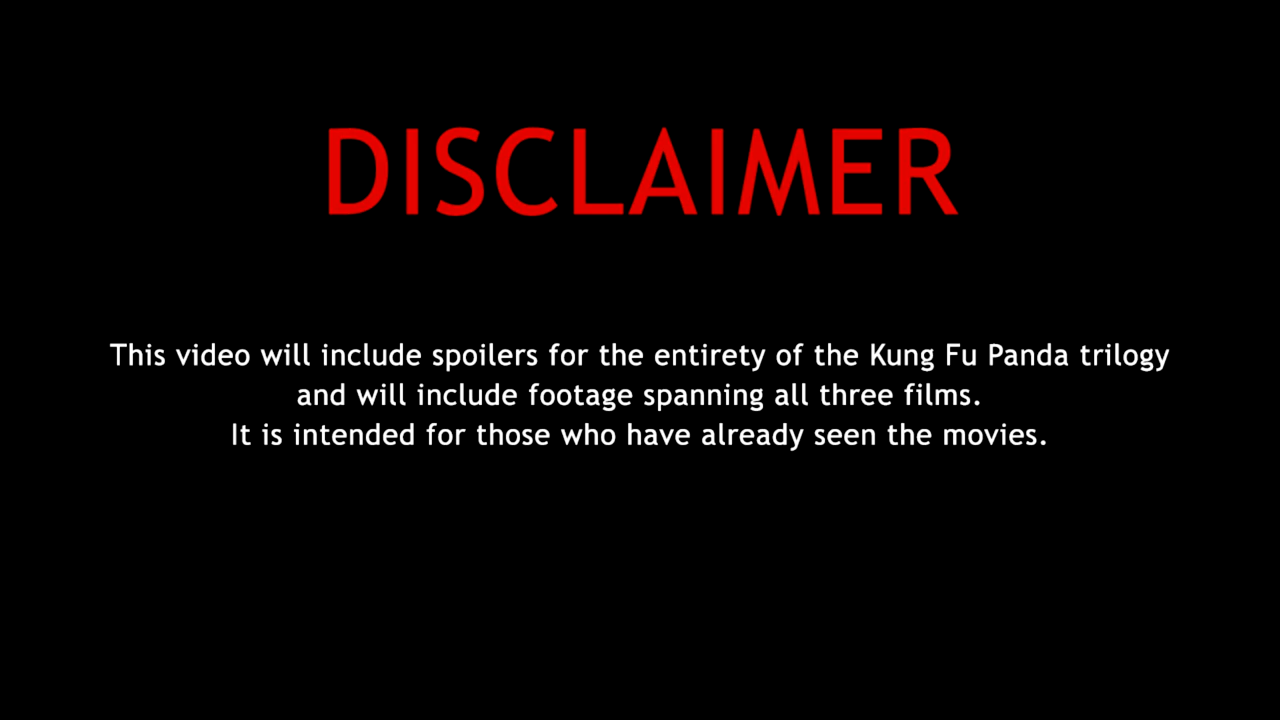 DISCLAIMER
This video will include spoilers for the entirety of the Kung Fu Panda trilogy
and will include footage spanning all three films.
It is intended for those who have already seen the movies.